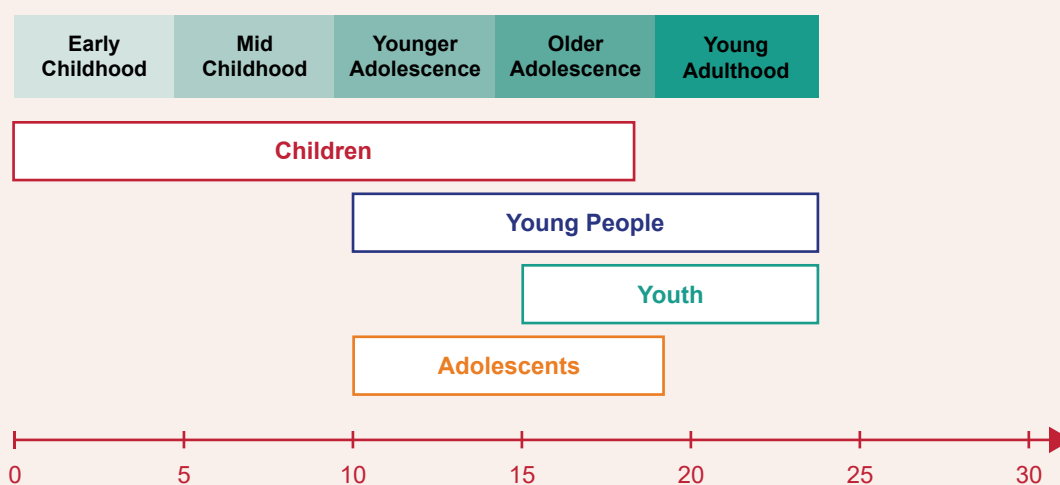 Early
Childhood
Mid
Childhood
Younger
Adolescence
Older
Adolescence
Young
Adulthood
Children
Young People
Youth
Adolescents
0 5 10 15 20 25 30